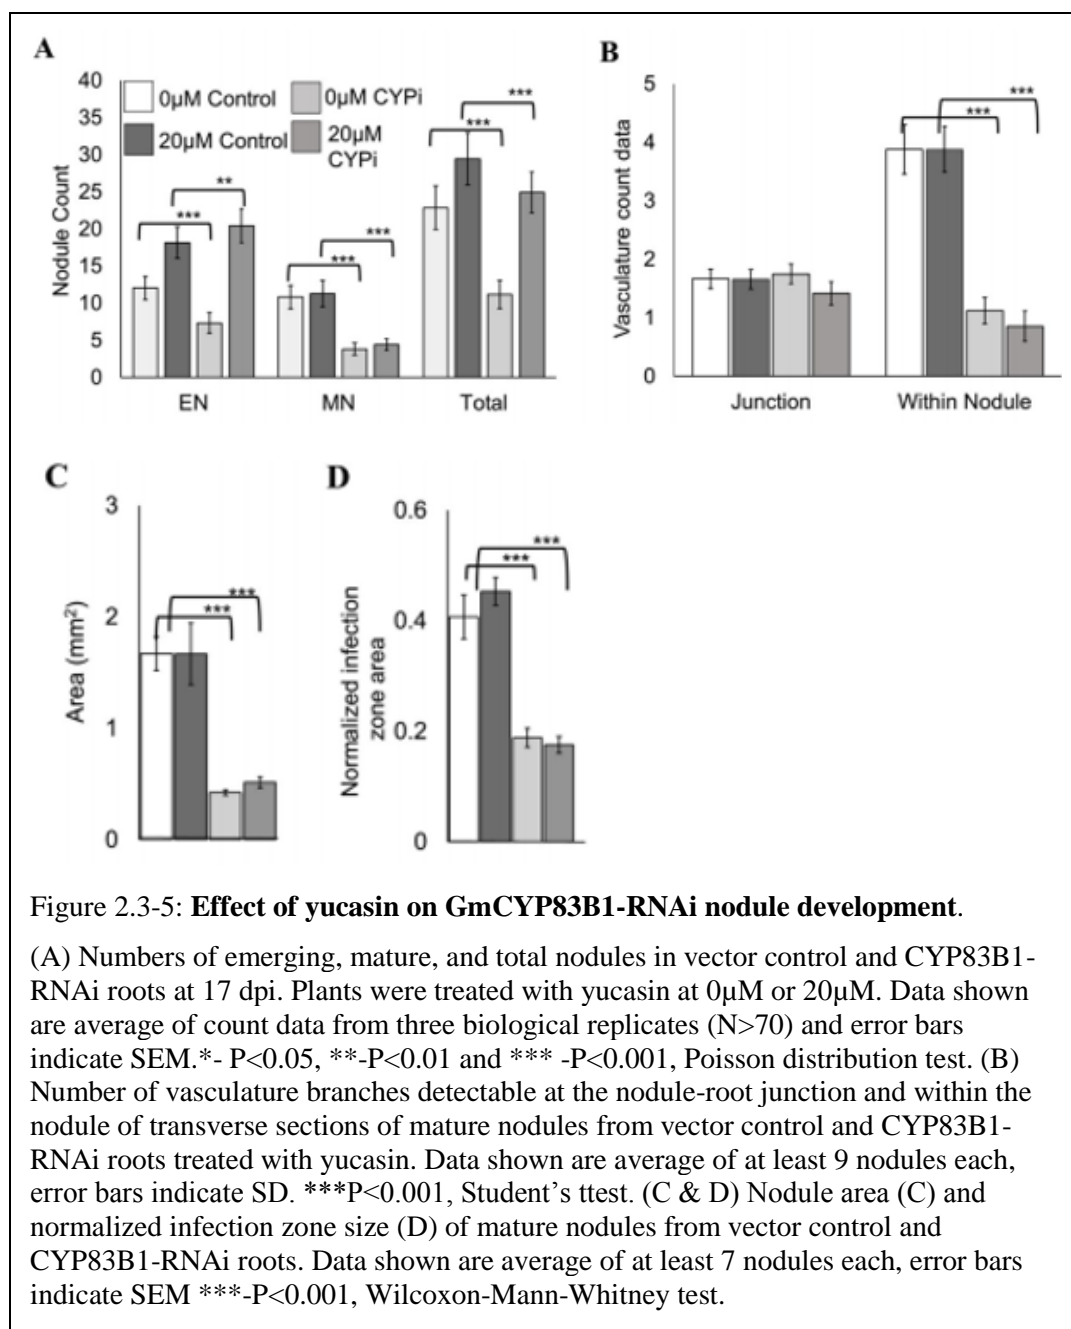 A
B
Nodule Count
40
35
30
25
20
15
10
5
0
0µM Control
0µM CYPi
20µM Control
20µM
CYPi
***
**
***
***
***
***
EN
MN
Total
Vasculature count data
5
4
3
2
1
0
***
***
Junction
Within Nodule
C
D
Area (mm²)
3
2
1
0
***
***
Normalized infection
zone area
0.6
0.4
0.2
0
***
***
Figure 2.3-5: Effect of yucasin on GmCYP83B1-RNAi nodule development.
(A) Numbers of emerging, mature, and total nodules in vector control and CYP83B1-
RNAi roots at 17 dpi. Plants were treated with yucasin at 0µM or 20µM. Data shown
are average of count data from three biological replicates (N>70) and error bars
indicate SEM.*- P<0.05, **-P<0.01 and *** -P<0.001, Poisson distribution test. (B)
Number of vasculature branches detectable at the nodule-root junction and within the
nodule of transverse sections of mature nodules from vector control and CYP83B1-
RNAi roots treated with yucasin. Data shown are average of at least 9 nodules each,
error bars indicate SD. ***P<0.001, Student’s ttest. (C & D) Nodule area (C) and
normalized infection zone size (D) of mature nodules from vector control and
CYP83B1-RNAi roots. Data shown are average of at least 7 nodules each, error bars
indicate SEM ***-P<0.001, Wilcoxon-Mann-Whitney test.